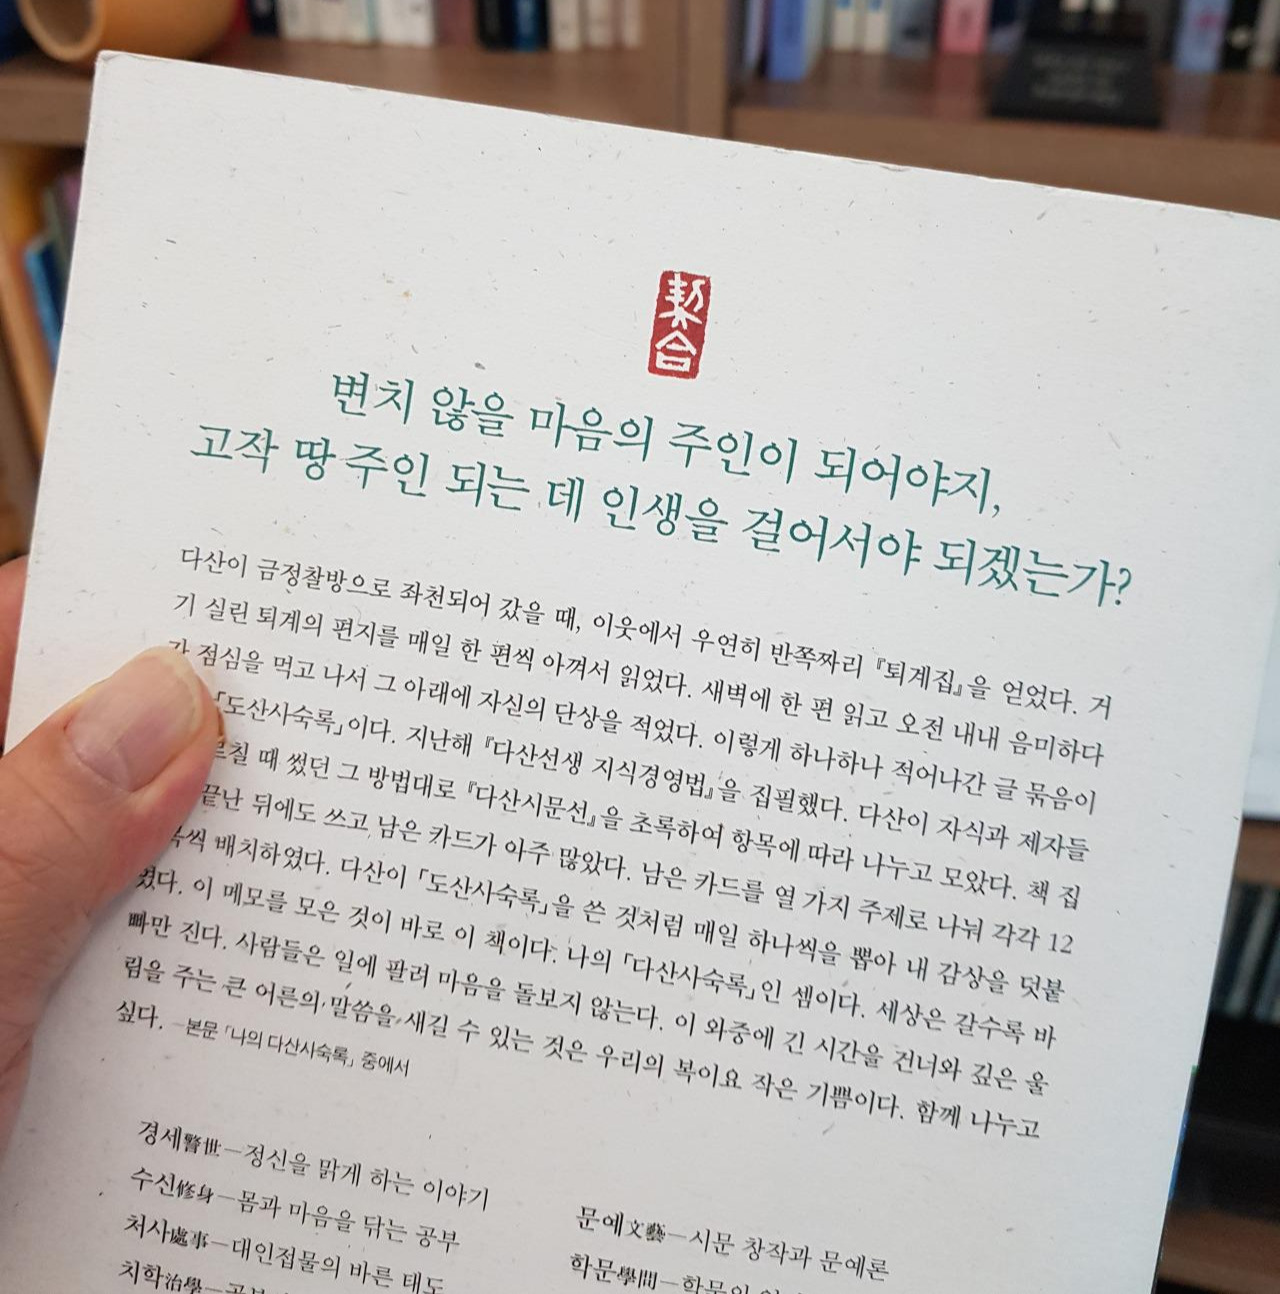 契合
변치 않을 마음의 주인이 되어야지,
고작 땅 주인 되는 데 인생을 걸어서야 되겠는가?
다산이 금정찰방으로 좌천되어 갔을 때, 이웃에서 우연히 반쪽짜리 『퇴계집』을 얻었다. 거
기 실린 퇴계의 편지를 매일 한 편씩 아껴서 읽었다. 새벽에 한 편 읽고 오전 내내 음미하다
가 점심을 먹고 나서 그 아래에 자신의 단상을 적었다. 이렇게 하나하나 적어나간 글 묶음이
「도산사숙록」이다. 지난해 『다산선생 지식경영법』을 집필했다. 다산이 자식과 제자들
르칠 때 썼던 그 방법대로 『다산시문선』을 초록하여 항목에 따라 나누고 모았다. 책 집
끝난 뒤에도 쓰고 남은 카드가 아주 많았다. 남은 카드를 열 가지 주제로 나눠 각각 12
씩 배치하였다. 다산이 「도산사숙록」을 쓴 것처럼 매일 하나씩을 뽑아 내 감상을 덧붙
였다. 이 메모를 모은 것이 바로 이 책이다. 나의 「다산사숙록」인 셈이다. 세상은 갈수록 바
빠만 진다. 사람들은 일에 팔려 마음을 돌보지 않는다. 이 와중에 긴 시간을 건너와 깊은 울
림을 주는 큰 어른의 말씀을 새길 수 있는 것은 우리의 복이요 작은 기쁨이다. 함께 나누고
싶다. —본문 「나의 다산사숙록」 중에서
경세警世—정신을 맑게 하는 이야기
수신修身—몸과 마음을 닦는 공부
처사處事—대인접물의 바른 태도
치학治學—공부
문예文藝—시문 창작과 문예론
학문學問—학문의